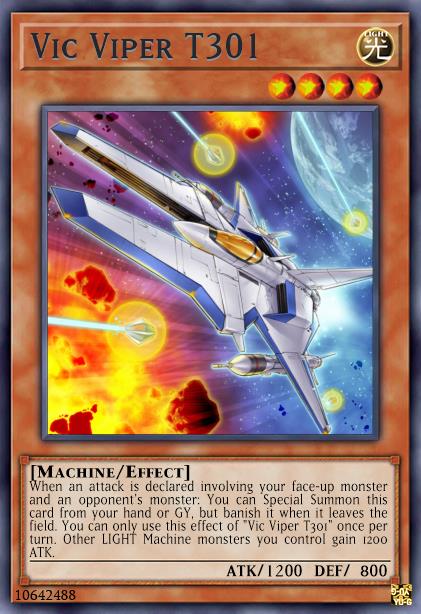 Vic Viper T301
LIGHT
光
[Machine/Effect]
When an attack is declared involving your face-up monster
and an opponent's monster: You can Special Summon this
card from your hand or GY, but banish it when it leaves the
field. You can only use this effect of "Vic Viper T301" once per
turn. Other LIGHT Machine monsters you control gain 1200
ATK.
ATK/1200 DEF/ 800
10642488